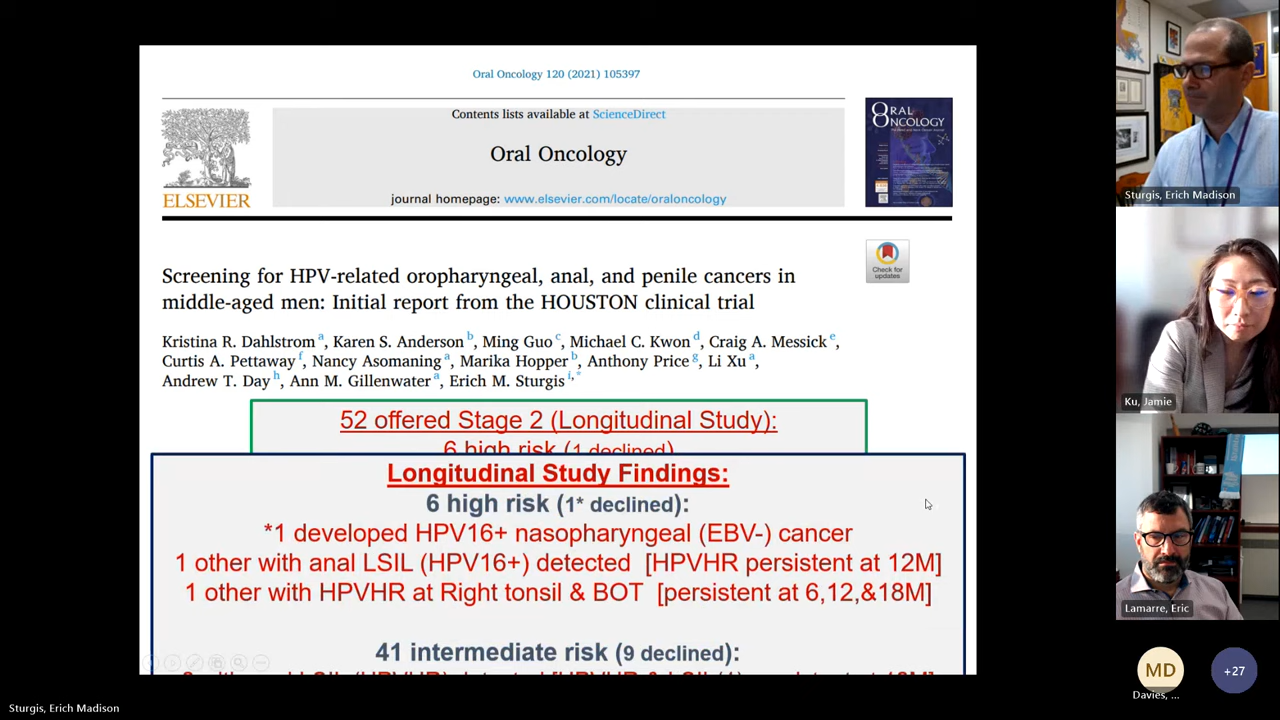 Oral Oncology 120 (2021) 105397
Contents lists available at ScienceDirect
Oral Oncology
journal homepage: www.elsevier.com/locate/oraloncology
ELSEVIER
ORAL
ONCOLOGY
Check for
updates
Screening for HPV-related oropharyngeal, anal, and penile cancers in
middle-aged men: Initial report from the HOUSTON clinical trial
Kristina R. Dahlstrom a, Karen S. Anderson b, Ming Guo c, Michael C. Kwon d, Craig A. Messick e,
Curtis A. Pettaway f, Nancy Asomaning a, Marika Hopper b, Anthony Price g, Li Xu a,
Andrew T. Day h, Ann M. Gillenwater a, Erich M. Sturgis i,*
52 offered Stage 2 (Longitudinal Study):
6 high risk (1 declined)
Longitudinal Study Findings:
6 high risk (1* declined):
*1 developed HPV16+ nasopharyngeal (EBV-) cancer
1 other with anal LSIL (HPV16+) detected [HPVHR persistent at 12M]
1 other with HPVHR at Right tonsil & BOT [persistent at 6,12,&18M]
41 intermediate risk (9 declined):
Sturgis, Erich Madison
Ku, Jamie
Lamarre, Eric
MD
Davies, ...
+27
Sturgis, Erich Madison